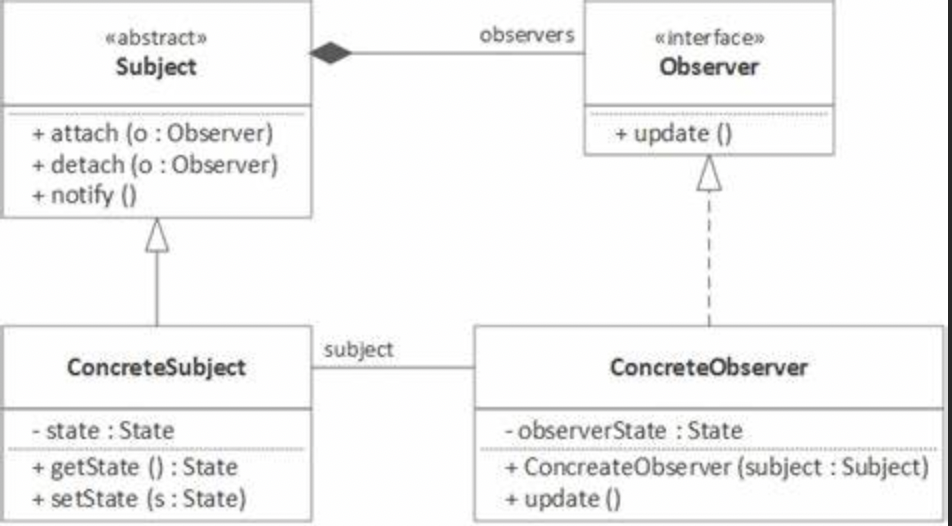 «abstract»
Subject
+ attach (o : Observer)
+ detach (o : Observer)
+ notify ()
observers
«interface»
Observer
+ update ()
ConcreteSubject
- state : State
+ getState () : State
+ setState (s : State)
subject
ConcreteObserver
- observerState : State
+ ConcreateObserver (subject : Subject)
+ update ()